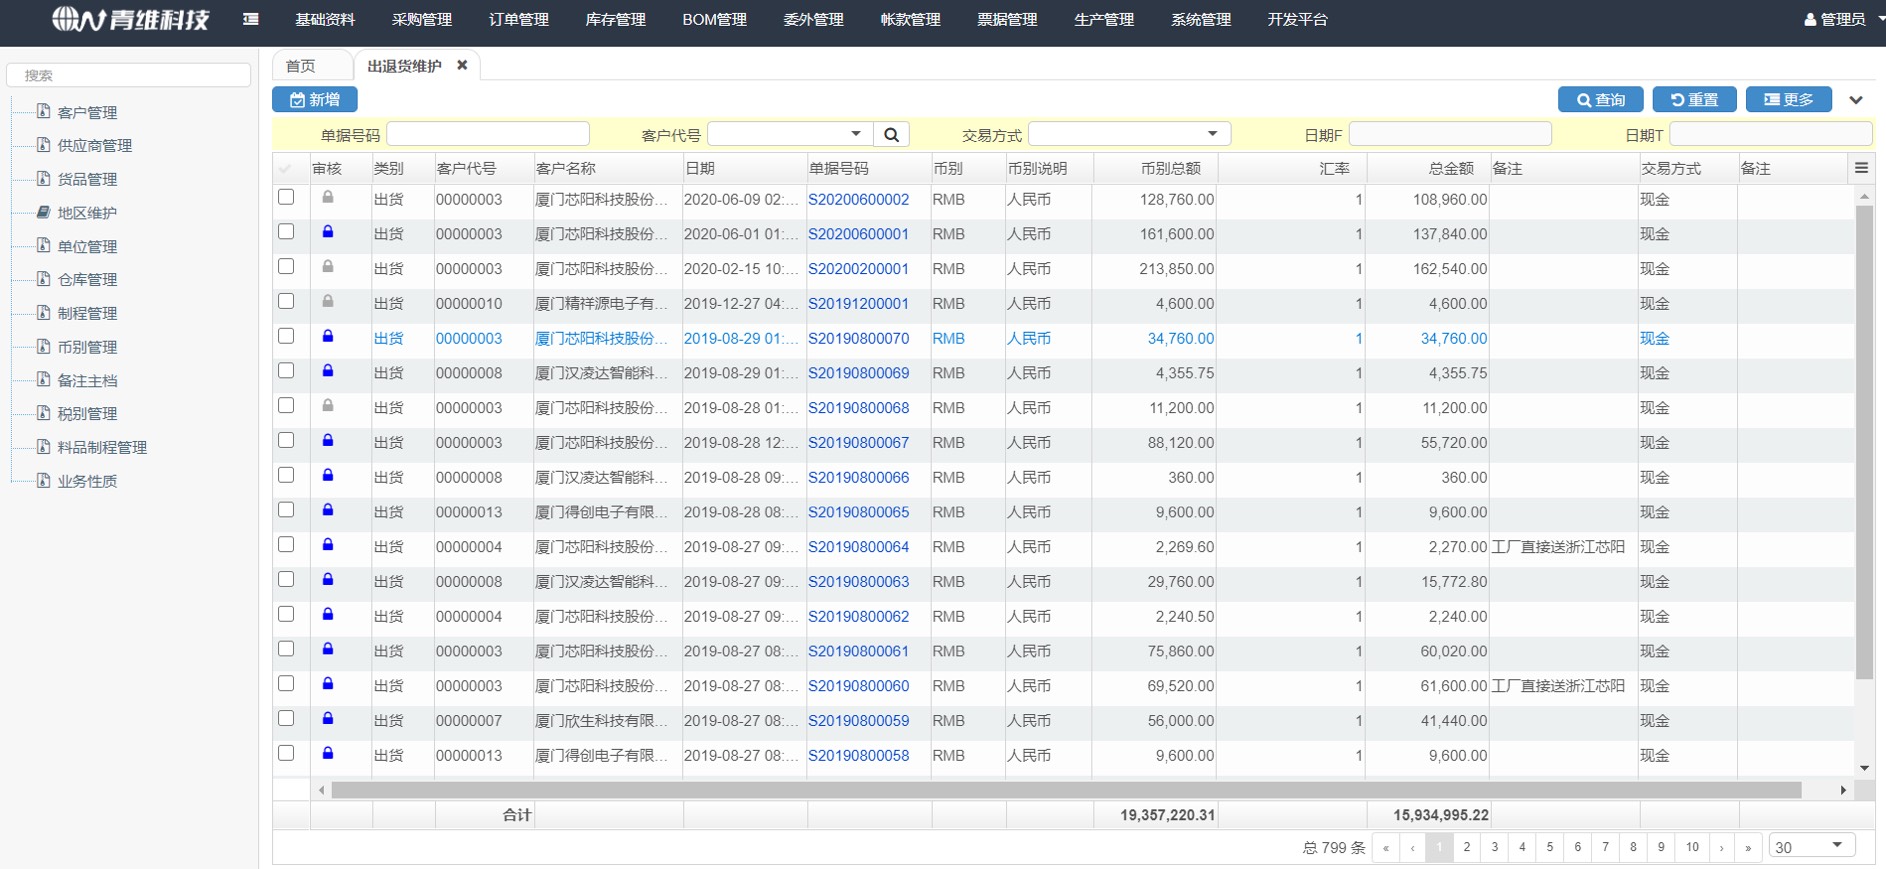 青维科技 基础资料 采购管理 订单管理 库存管理 BOM管理 委外管理 帐款管理 票据管理 生产管理 系统管理 开发平台 管理员
搜索
客户管理
供应商管理
货品管理
地区维护
单位管理
仓库管理
制程管理
币别管理
备注主档
税别管理
料品制程管理
业务性质
首页 出退货维护
新增 查询 重置 更多
单据号码 客户代号 交易方式 日期F 日期T
审核 类别 客户代号 客户名称 日期 单据号码 币别 币别说明 币别总额 汇率 总金额 备注 交易方式 备注
出货 00000003 厦门芯阳科技股份... 2020-06-09 02:... S20200600002 RMB 人民币 128,760.00 1 108,960.00 现金
出货 00000003 厦门芯阳科技股份... 2020-06-01 01:... S20200600001 RMB 人民币 161,600.00 1 137,840.00 现金
出货 00000003 厦门芯阳科技股份... 2020-02-15 10:... S20200200001 RMB 人民币 213,850.00 1 162,540.00 现金
出货 00000010 厦门精祥源电子有... 2019-12-27 04:... S20191200001 RMB 人民币 4,600.00 1 4,600.00 现金
出货 00000003 厦门芯阳科技股份... 2019-08-29 01:... S20190800070 RMB 人民币 34,760.00 1 34,760.00 现金
出货 00000008 厦门汉凌达智能科... 2019-08-29 01:... S20190800069 RMB 人民币 4,355.75 1 4,355.75 现金
出货 00000003 厦门芯阳科技股份... 2019-08-28 01:... S20190800068 RMB 人民币 11,200.00 1 11,200.00 现金
出货 00000003 厦门芯阳科技股份... 2019-08-28 12:... S20190800067 RMB 人民币 88,120.00 1 55,720.00 现金
出货 00000008 厦门汉凌达智能科... 2019-08-28 09:... S20190800066 RMB 人民币 360.00 1 360.00 现金
出货 00000013 厦门得创电子有限... 2019-08-28 08:... S20190800065 RMB 人民币 9,600.00 1 9,600.00 现金
出货 00000004 厦门芯阳科技股份... 2019-08-27 09:... S20190800064 RMB 人民币 2,269.60 1 2,270.00 工厂直接送浙江芯阳 现金
出货 00000008 厦门汉凌达智能科... 2019-08-27 09:... S20190800063 RMB 人民币 29,760.00 1 15,772.80 现金
出货 00000004 厦门芯阳科技股份... 2019-08-27 09:... S20190800062 RMB 人民币 2,240.50 1 2,240.00 现金
出货 00000003 厦门芯阳科技股份... 2019-08-27 08:... S20190800061 RMB 人民币 75,860.00 1 60,020.00 现金
出货 00000003 厦门芯阳科技股份... 2019-08-27 08:... S20190800060 RMB 人民币 69,520.00 1 61,600.00 工厂直接送浙江芯阳 现金
出货 00000007 厦门欣生科技有限... 2019-08-27 08:... S20190800059 RMB 人民币 56,000.00 1 41,440.00 现金
出货 00000013 厦门得创电子有限... 2019-08-27 08:... S20190800058 RMB 人民币 9,600.00 1 9,600.00 现金
合计 19,357,220.31 15,934,995.22
总 799 条 « ‹ 1 2 3 4 5 6 7 8 9 10 › » 30